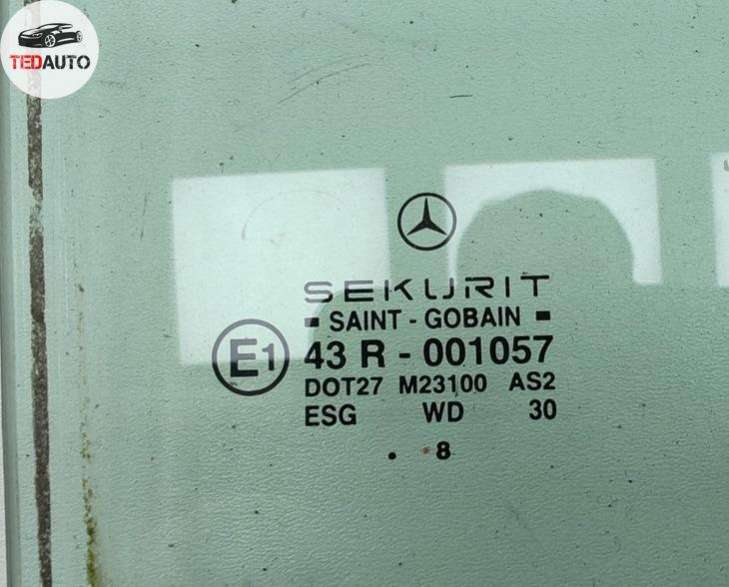 TEDAUTO
SEKURIT
▪ SAINT - GOBAIN ▪
E1 43 R - 001057
DOT27 M23100 AS2
ESG WD 30
. . 8